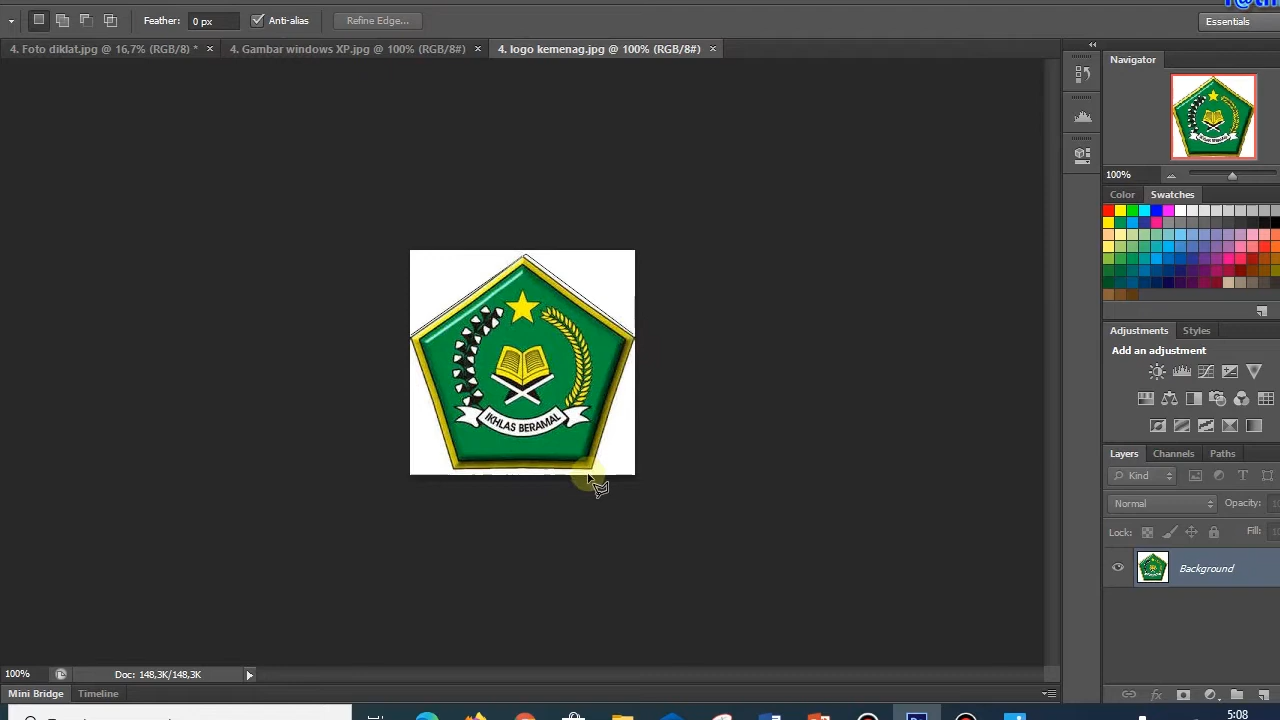 Feather: 0 px Anti-alias Refine Edge... Essentials
4. Foto diklat.jpg @ 16,7% (RGB/8) * × 4. Gambar windows XP.jpg @ 100% (RGB/8#) × 4. logo kemenag.jpg @ 100% (RGB/8#) ×
Navigator
100%
Color Swatches
Adjustments Styles
Add an adjustment
IKHLAS BERAMAL
Layers Channels Paths
Kind
Normal Opacity:
Lock: Fill:
Background
100% Doc: 148,3K/148,3K
Mini Bridge Timeline
5:08